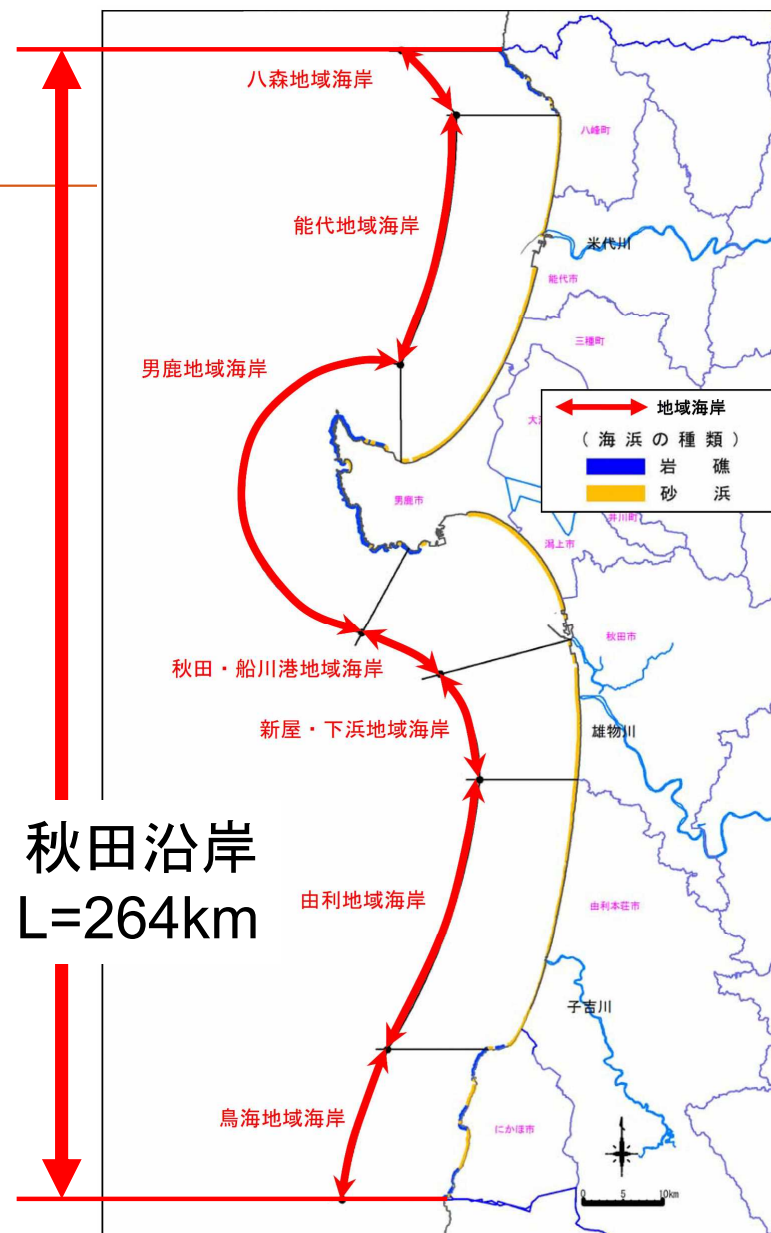 八森地域海岸
八峰町
能代地域海岸
米代川
能代市
三種町
男鹿地域海岸
地域海岸
（海浜の種類）
岩　礁
砂　浜
男鹿市
井川町
潟上市
秋田市
秋田・船川港地域海岸
新屋・下浜地域海岸
雄物川
秋田沿岸
L=264km
由利地域海岸
由利本荘市
子吉川
鳥海地域海岸
にかほ市
0 5 10km